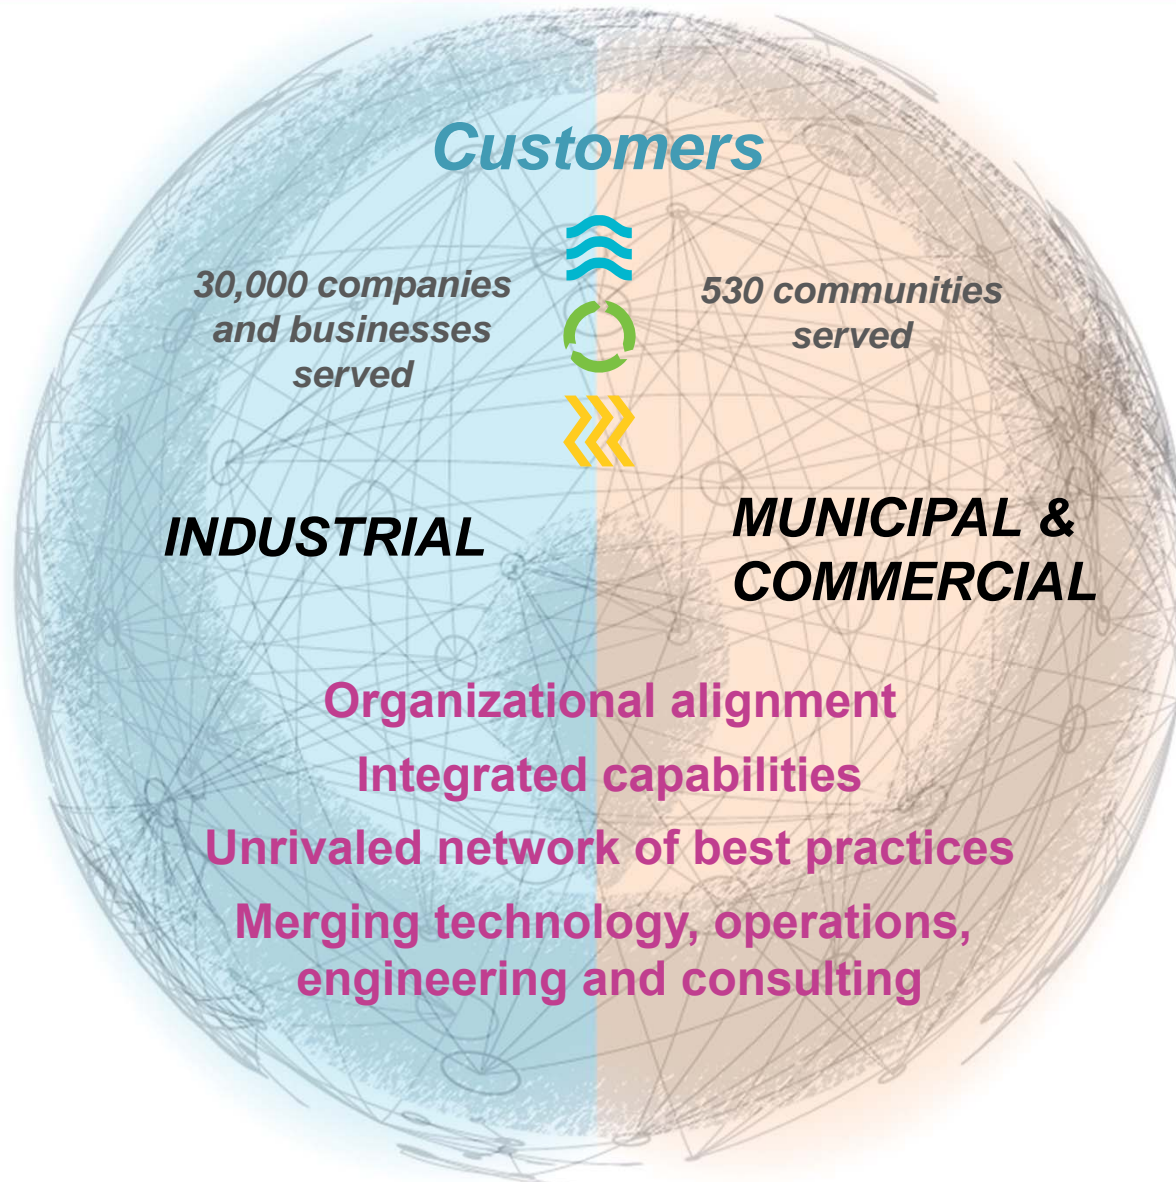 Customers
30,000 companies
and businesses
served
530 communities
served
INDUSTRIAL
MUNICIPAL &
COMMERCIAL
Organizational alignment
Integrated capabilities
Unrivaled network of best practices
Merging technology, operations,
engineering and consulting